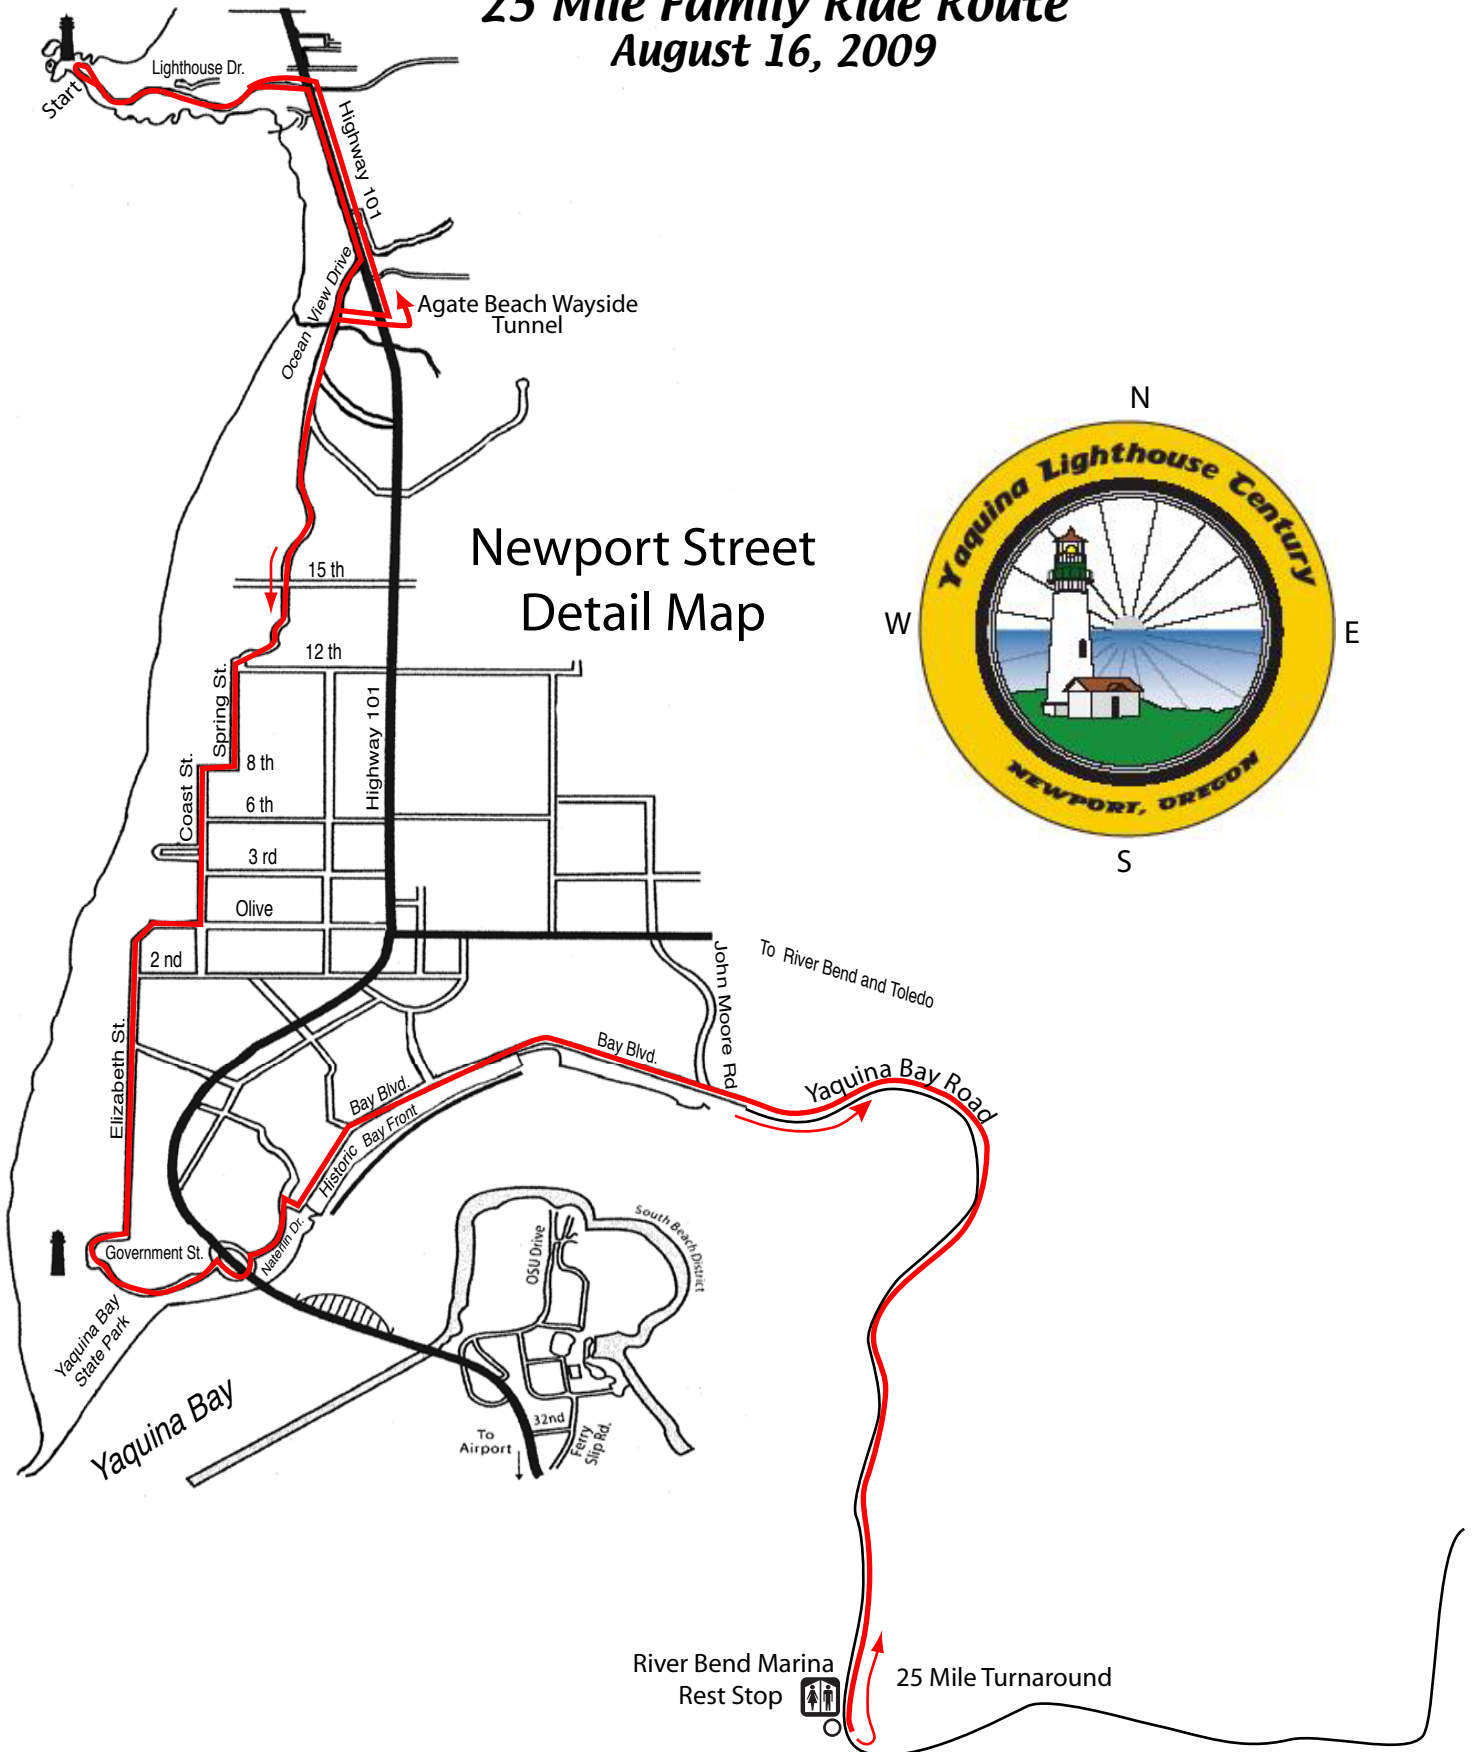 25 Mile Family Ride Route
August 16, 2009
Lighthouse Dr.
Start
Highway 101
Ocean View Drive
Agate Beach Wayside
Tunnel
N
Yaquina Lighthouse Century
W
E
NEWPORT, OREGON
S
Newport Street
Detail Map
15 th
12 th
Spring St.
Highway 101
8 th
Coast St.
6 th
3 rd
Olive
2 nd
John Moore Rd.
To River Bend and Toledo
Elizabeth St.
Bay Blvd.
Bay Blvd.
Yaquina Bay Road
Historic Bay Front
Government St.
Naterlin Dr.
OSU Drive
South Beach District
Yaquina Bay
State Park
Yaquina Bay
To
Airport
32nd
Ferry
Slip Rd.
River Bend Marina
Rest Stop
25 Mile Turnaround